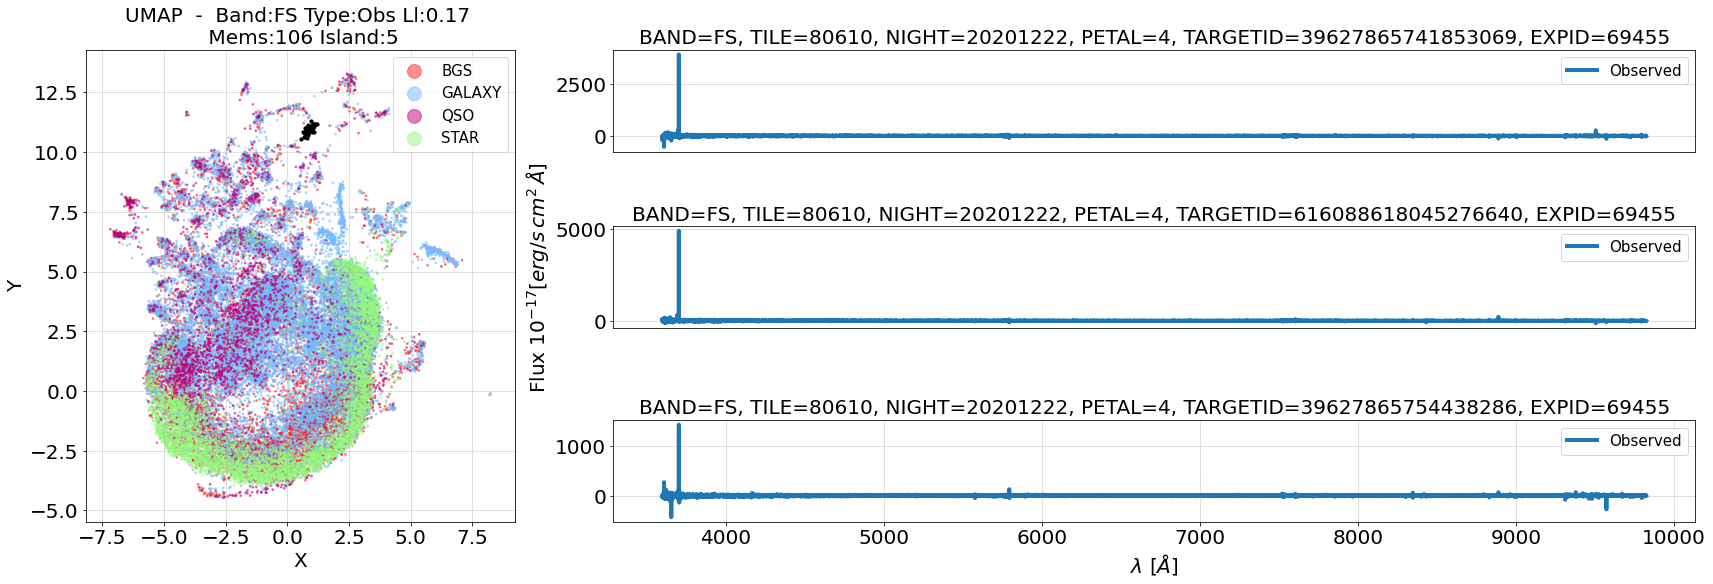 UMAP - Band:FS Type:Obs Ll:0.17
Mems:106 Island:5
BGS
GALAXY
QSO
STAR
12.5
10.0
7.5
5.0
2.5
0.0
−2.5
−5.0
Y
−7.5 −5.0 −2.5 0.0 2.5 5.0 7.5
X
BAND=FS, TILE=80610, NIGHT=20201222, PETAL=4, TARGETID=39627865741853069, EXPID=69455
Observed
2500
0
BAND=FS, TILE=80610, NIGHT=20201222, PETAL=4, TARGETID=616088618045276640, EXPID=69455
Observed
5000
0
Flux 10⁻¹⁷[erg/s cm² Å]
BAND=FS, TILE=80610, NIGHT=20201222, PETAL=4, TARGETID=39627865754438286, EXPID=69455
Observed
1000
0
4000 5000 6000 7000 8000 9000 10000
λ [Å]